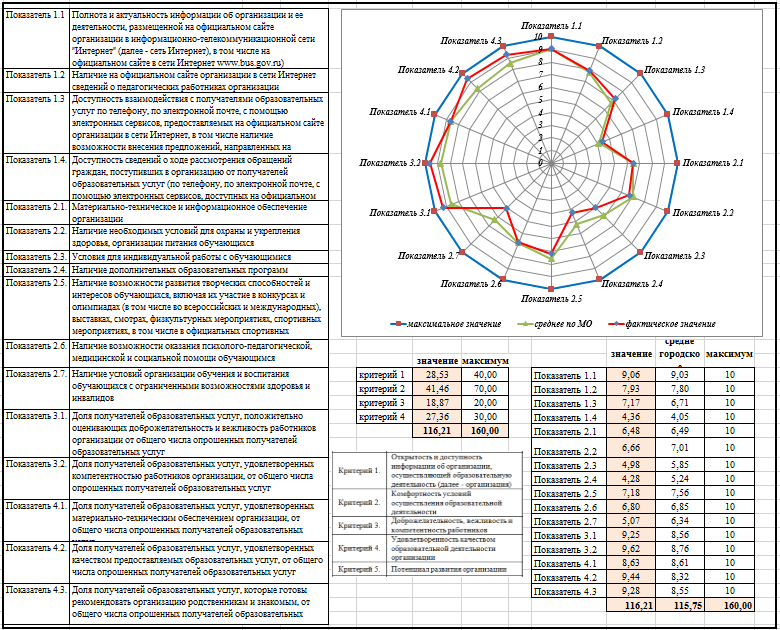 Показатель 1.1 Полнота и актуальность информации об организации и ее
деятельности, размещенной на официальном сайте
организации в информационно-телекоммуникационной сети
"Интернет" (далее - сеть Интернет), в том числе на
официальном сайте в сети Интернет www.bus.gov.ru)
Показатель 1.2 Наличие на официальном сайте организации в сети Интернет
сведений о педагогических работниках организации
Показатель 1.3 Доступность взаимодействия с получателями образовательных
услуг по телефону, по электронной почте, с помощью
электронных сервисов, предоставляемых на официальном сайте
организации в сети Интернет, в том числе наличие
возможности внесения предложений, направленных на
Показатель 1.4. Доступность сведений о ходе рассмотрения обращений
граждан, поступивших в организацию от получателей
образовательных услуг (по телефону, по электронной почте, с
помощью электронных сервисов, доступных на официальном
Показатель 2.1. Материально-техническое и информационное обеспечение
организации
Показатель 2.2. Наличие необходимых условий для охраны и укрепления
здоровья, организации питания обучающихся
Показатель 2.3. Условия для индивидуальной работы с обучающимися
Показатель 2.4. Наличие дополнительных образовательных программ
Показатель 2.5. Наличие возможности развития творческих способностей и
интересов обучающихся, включая их участие в конкурсах и
олимпиадах (в том числе во всероссийских и международных),
выставках, смотрах, физкультурных мероприятиях, спортивных
мероприятиях, в том числе в официальных спортивных
Показатель 2.6. Наличие возможности оказания психолого-педагогической,
медицинской и социальной помощи обучающимся
Показатель 2.7. Наличие условий организации обучения и воспитания
обучающихся с ограниченными возможностями здоровья и
инвалидов
Показатель 3.1. Доля получателей образовательных услуг, положительно
оценивающих доброжелательность и вежливость работников
организации от общего числа опрошенных получателей
образовательных услуг
Показатель 3.2. Доля получателей образовательных услуг, удовлетворенных
компетентностью работников организации, от общего числа
опрошенных получателей образовательных услуг
Показатель 4.1. Доля получателей образовательных услуг, удовлетворенных
материально-техническим обеспечением организации, от
общего числа опрошенных получателей образовательных
Показатель 4.2. Доля получателей образовательных услуг, удовлетворенных
качеством предоставляемых образовательных услуг, от общего
числа опрошенных получателей образовательных услуг
Показатель 4.3. Доля получателей образовательных услуг, которые готовы
рекомендовать организацию родственникам и знакомым, от
общего числа опрошенных получателей образовательных
Показатель 1.1
Показатель 1.2
Показатель 1.3
Показатель 1.4
Показатель 2.1
Показатель 2.2
Показатель 2.3
Показатель 2.4
Показатель 2.5
Показатель 2.6
Показатель 2.7
Показатель 3.1
Показатель 3.2
Показатель 4.1
Показатель 4.2
Показатель 4.3
10
9
8
7
6
5
4
3
2
1
0
максимальное значение среднее по МО фактическое значение
значение максимум
критерий 1 28,53 40,00
критерий 2 41,46 70,00
критерий 3 18,87 20,00
критерий 4 27,36 30,00
116,21 160,00
Критерий 1. Открытость и доступность
информации об организации,
осуществляющей образовательную
деятельность (далее - организация)
Критерий 2. Комфортность условий
осуществления образовательной
деятельности
Критерий 3. Доброжелательность, вежливость и
компетентность работников
Критерий 4. Удовлетворенность качеством
образовательной деятельности
организации
Критерий 5. Потенциал развития организации
средне
значение городско максимум
Показатель 1.1 9,06 9,03 10
Показатель 1.2 7,93 7,80 10
Показатель 1.3 7,17 6,71 10
Показатель 1.4 4,36 4,05 10
Показатель 2.1 6,48 6,49 10
Показатель 2.2 6,66 7,01 10
Показатель 2.3 4,98 5,85 10
Показатель 2.4 4,28 5,24 10
Показатель 2.5 7,18 7,56 10
Показатель 2.6 6,80 6,85 10
Показатель 2.7 5,07 6,34 10
Показатель 3.1 9,25 8,56 10
Показатель 3.2 9,62 8,76 10
Показатель 4.1 8,63 8,61 10
Показатель 4.2 9,44 8,32 10
Показатель 4.3 9,28 8,55 10
116,21 115,75 160,00